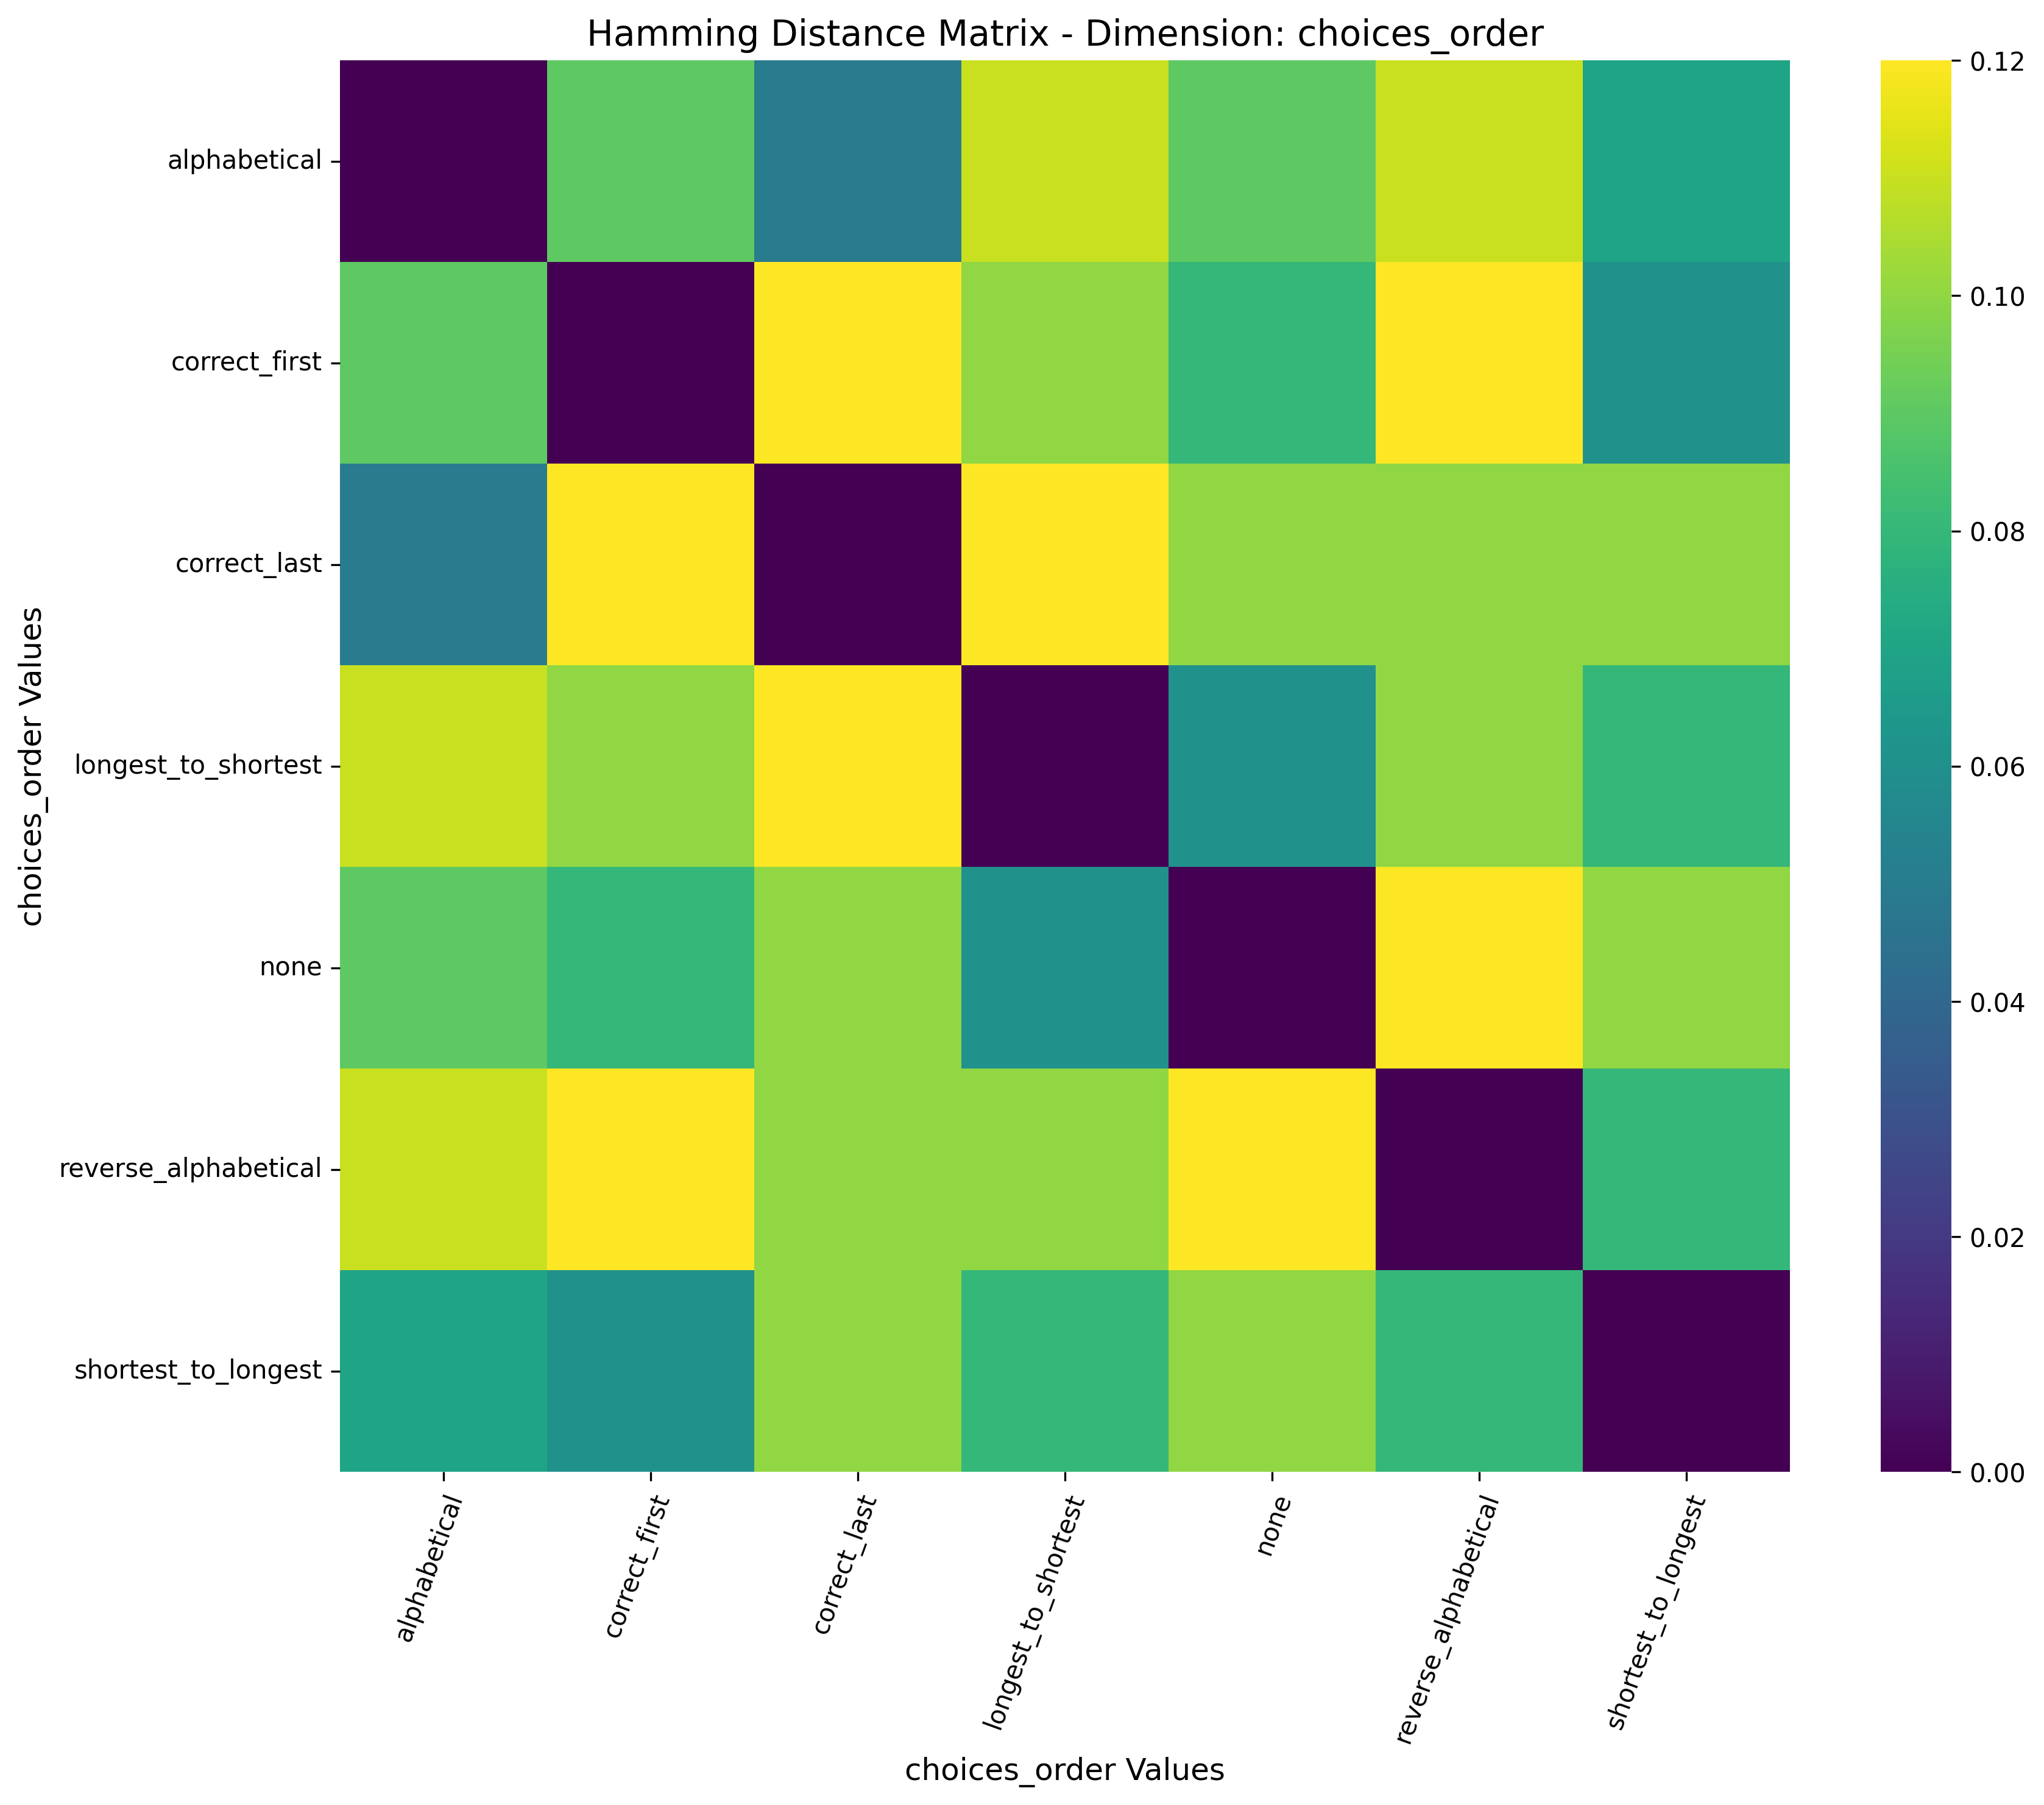 Hamming Distance Matrix - Dimension: choices_order
choices_order Values
alphabetical
correct_first
correct_last
longest_to_shortest
none
reverse_alphabetical
shortest_to_longest
0.12
0.10
0.08
0.06
0.04
0.02
0.00
alphabetical
correct_first
correct_last
longest_to_shortest
none
reverse_alphabetical
shortest_to_longest
choices_order Values